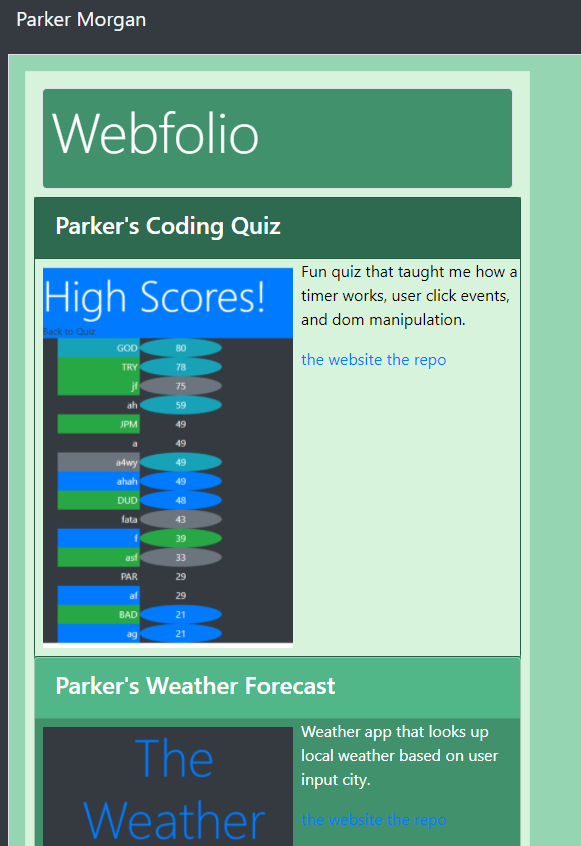 Parker Morgan
Webfolio
Parker's Coding Quiz
High Scores!
Back to Quiz
GOD 80
TRY 78
jf 75
ah 59
JPM 49
a 49
a4wy 49
ahah 49
DUD 48
fata 43
f 39
asf 33
PAR 29
af 29
BAD 21
ag 21
Fun quiz that taught me how a
timer works, user click events,
and dom manipulation.
the website the repo
Parker's Weather Forecast
The
Weather
Weather app that looks up
local weather based on user
input city.
the website the repo